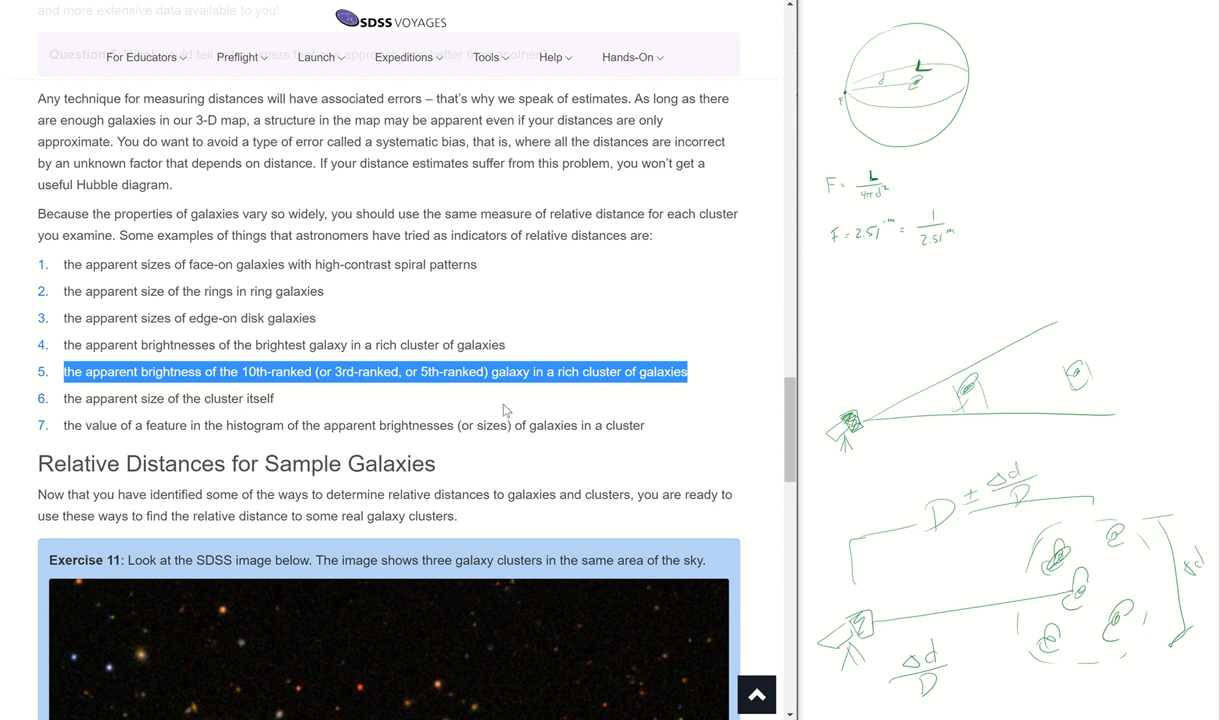 and more extensive data available to you!
SDSS VOYAGES
For Educators Preflight Launch Expeditions Tools Help Hands-On
Any technique for measuring distances will have associated errors – that's why we speak of estimates. As long as there
are enough galaxies in our 3-D map, a structure in the map may be apparent even if your distances are only
approximate. You do want to avoid a type of error called a systematic bias, that is, where all the distances are incorrect
by an unknown factor that depends on distance. If your distance estimates suffer from this problem, you won't get a
useful Hubble diagram.
Because the properties of galaxies vary so widely, you should use the same measure of relative distance for each cluster
you examine. Some examples of things that astronomers have tried as indicators of relative distances are:
1. the apparent sizes of face-on galaxies with high-contrast spiral patterns
2. the apparent size of the rings in ring galaxies
3. the apparent sizes of edge-on disk galaxies
4. the apparent brightnesses of the brightest galaxy in a rich cluster of galaxies
5. the apparent brightness of the 10th-ranked (or 3rd-ranked, or 5th-ranked) galaxy in a rich cluster of galaxies
6. the apparent size of the cluster itself
7. the value of a feature in the histogram of the apparent brightnesses (or sizes) of galaxies in a cluster
Relative Distances for Sample Galaxies
Now that you have identified some of the ways to determine relative distances to galaxies and clusters, you are ready to
use these ways to find the relative distance to some real galaxy clusters.
Exercise 11: Look at the SDSS image below. The image shows three galaxy clusters in the same area of the sky.
L
d
F
F = L / 4πd²
F = 2.51^-m = 1 / 2.51^m
D ± Δd / D
Δd
Δd / D